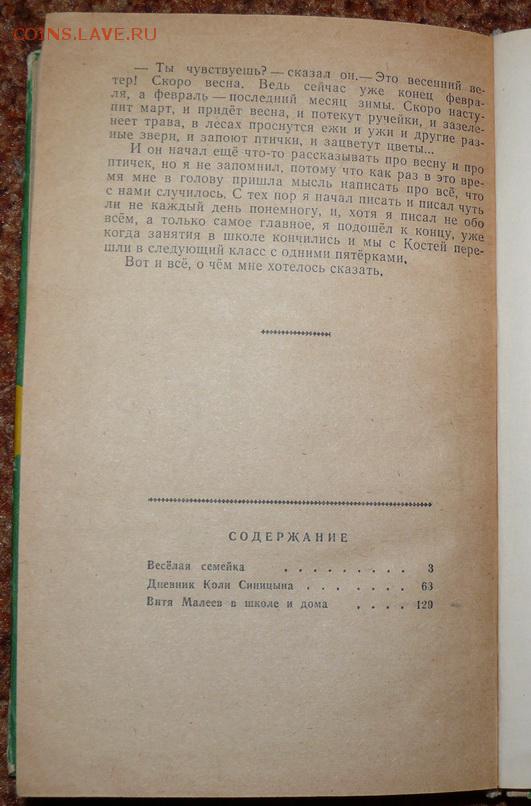 COINS.LAVE.RU
— Ты чувствуешь? — сказал он.— Это весенний ве-
тер! Скоро весна. Ведь сейчас уже конец февра-
ля, а февраль — последний месяц зимы. Скоро насту-
пит март, и придёт весна, и потекут ручейки, и зазеле-
неет трава, в лесах проснутся ежи и ужи и другие раз-
ные звери, и запоют птички, и зацветут цветы...
И он начал ещё что-то рассказывать про весну и про
птичек, но я не запомнил, потому что как раз в это вре-
мя мне в голову пришла мысль написать про всё, что
с нами случилось. С тех пор я начал писать и писал чуть
ли не каждый день понемногу, и, хотя я писал не обо
всём, а только самое главное, я подошёл к концу, уже
когда занятия в школе кончились и мы с Костей пере-
шли в следующий класс с одними пятёрками.
Вот и всё, о чём мне хотелось сказать.
СОДЕРЖАНИЕ
Весёлая семейка . . . . . . . . . 3
Дневник Коли Синицына . . . . . . . 63
Витя Малеев в школе и дома . . . . 129